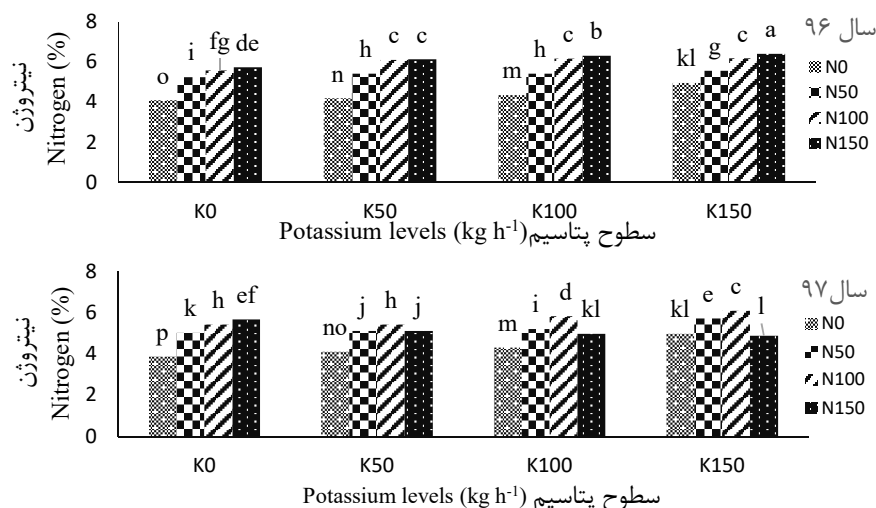 سال ۹۶
نیتروژن
Nitrogen (%)
8
6
4
2
0
o i fg de
n h c c
m h c b
kl g c a
N0
N50
N100
N150
K0 K50 K100 K150
Potassium levels (kg h-1) سطوح پتاسیم
سال۹۷
نیتروژن
Nitrogen (%)
8
6
4
2
0
p k h ef
no j h j
m i d kl
kl e c l
N0
N50
N100
N150
K0 K50 K100 K150
Potassium levels (kg h-1) سطوح پتاسیم